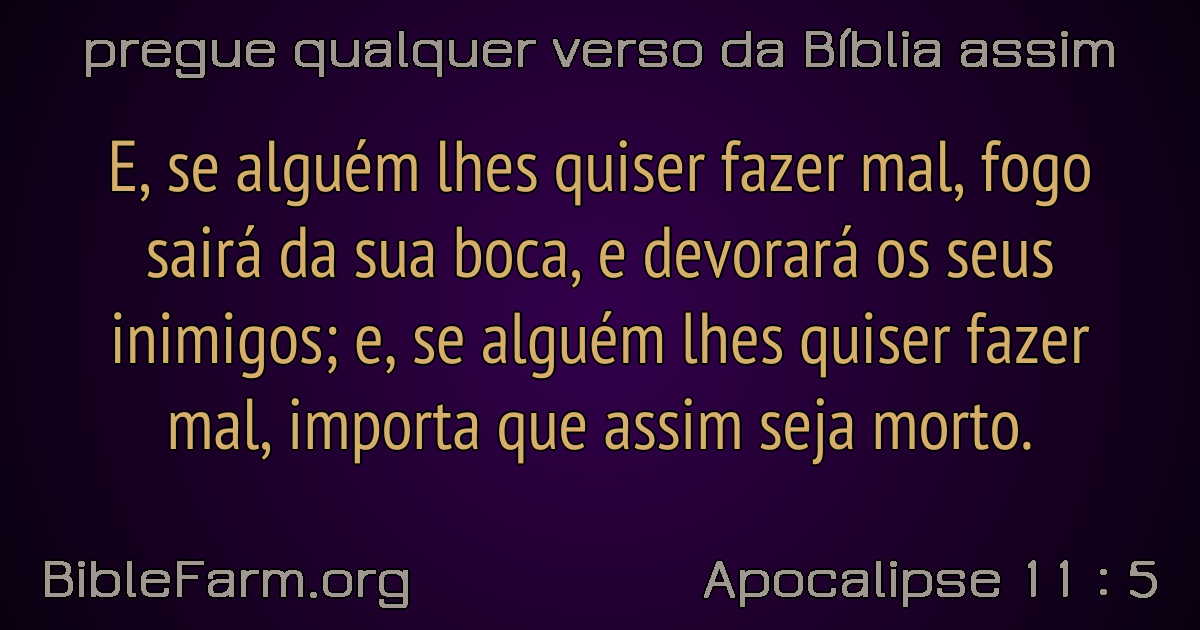 pregue qualquer verso da Bíblia assim
E, se alguém lhes quiser fazer mal, fogo
sairá da sua boca, e devorará os seus
inimigos; e, se alguém lhes quiser fazer
mal, importa que assim seja morto.
BibleFarm.org
Apocalipse 11 : 5